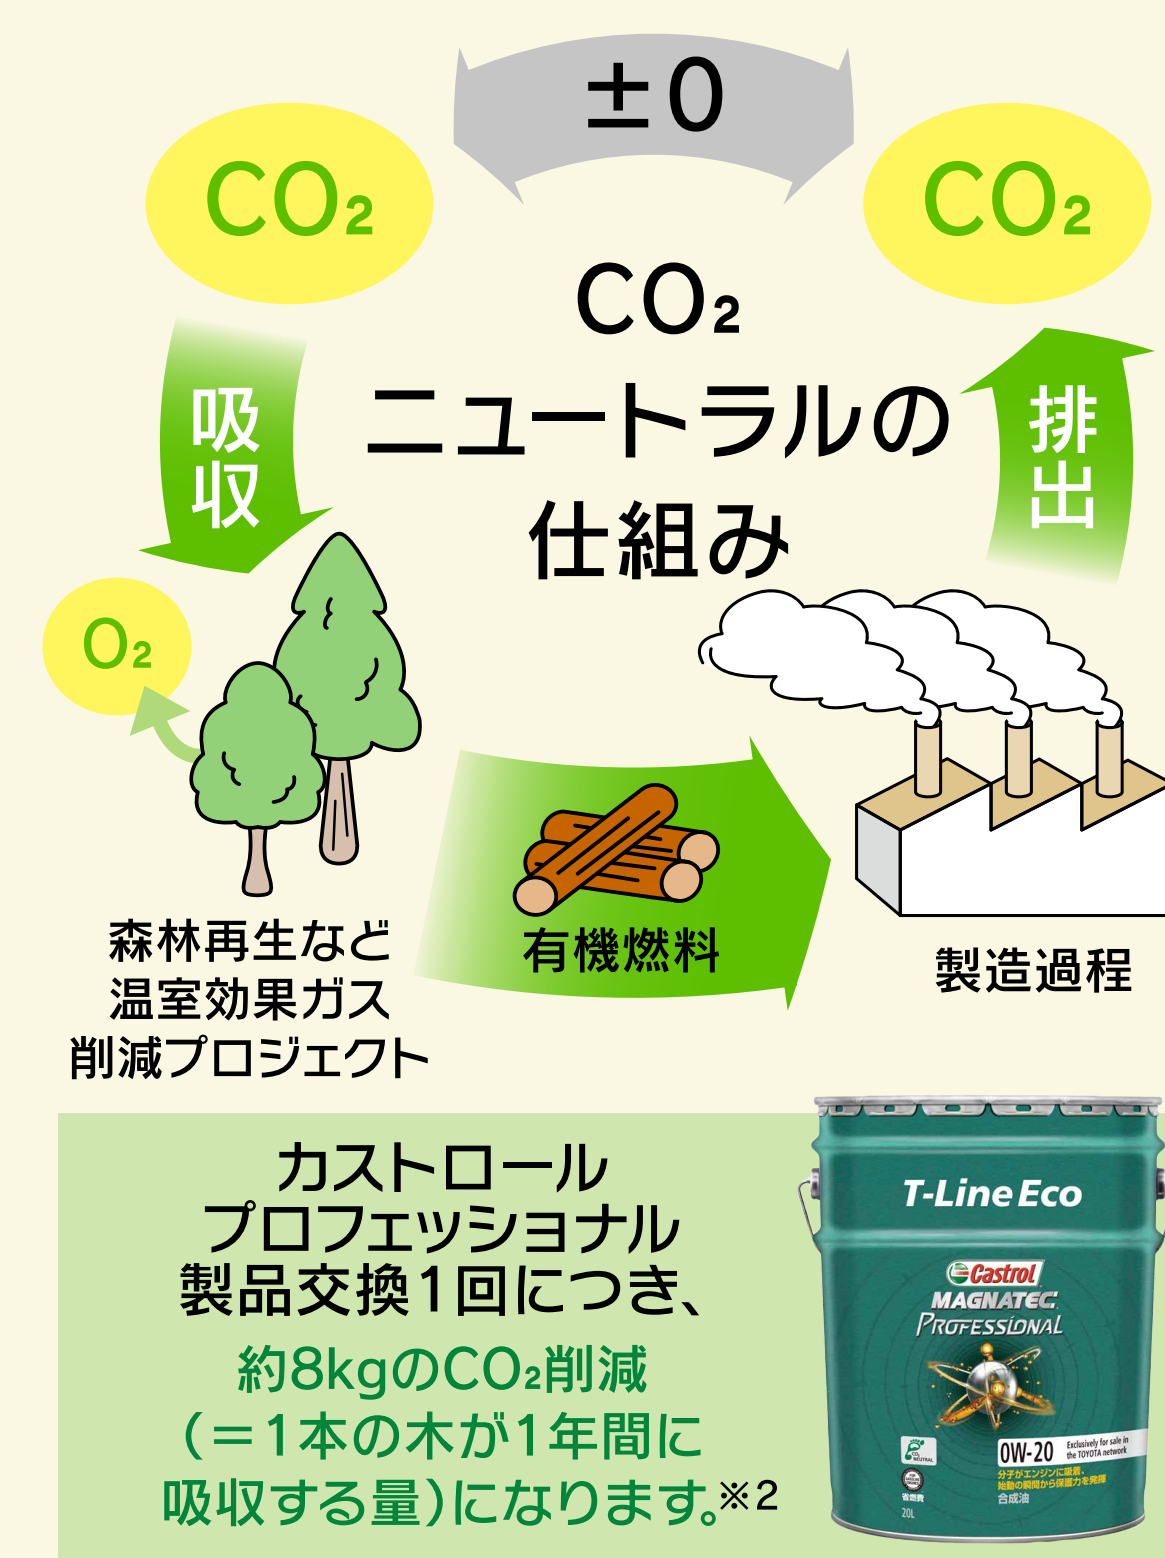 ±0
CO₂
CO₂
CO₂
ニュートラルの
仕組み
吸収
排出
O₂
有機燃料
森林再生など
温室効果ガス
削減プロジェクト
製造過程
カストロール
プロフェッショナル
製品交換1回につき、
約8kgのCO₂削減
（＝1本の木が1年間に
吸収する量）になります。※2
T-Line Eco
Castrol
MAGNATEC
PROFESSIONAL
CO₂
NEUTRAL
0W-20
Exclusively for sale in
the TOYOTA network
分子がエンジンに吸着、
始動の瞬間から保護力を発揮
省燃費
合成油
20L